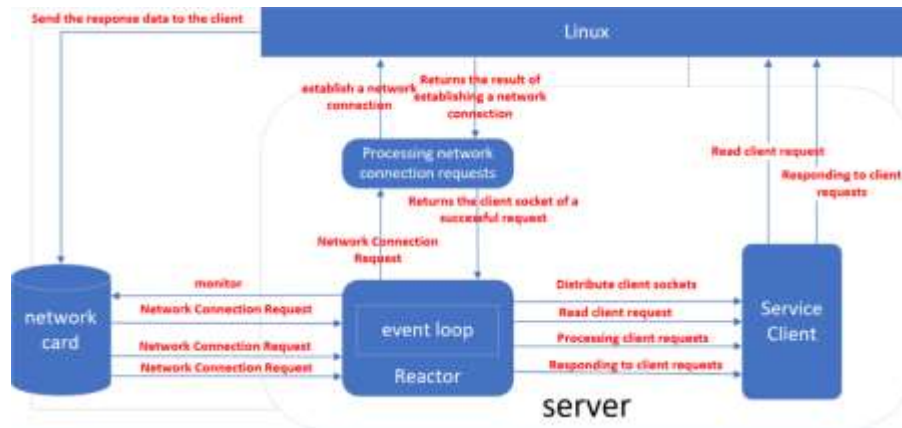 Send the response data to the client
Linux
establish a network
connection
Returns the result of
establishing a network
connection
Processing network
connection requests
Read client request
Responding to client
requests
Returns the client socket of a
successful request
Network Connection
Request
network
card
monitor
Network Connection Request
Network Connection Request
Network Connection Request
event loop
Reactor
Distribute client sockets
Read client request
Processing client requests
Responding to client requests
Service
Client
server